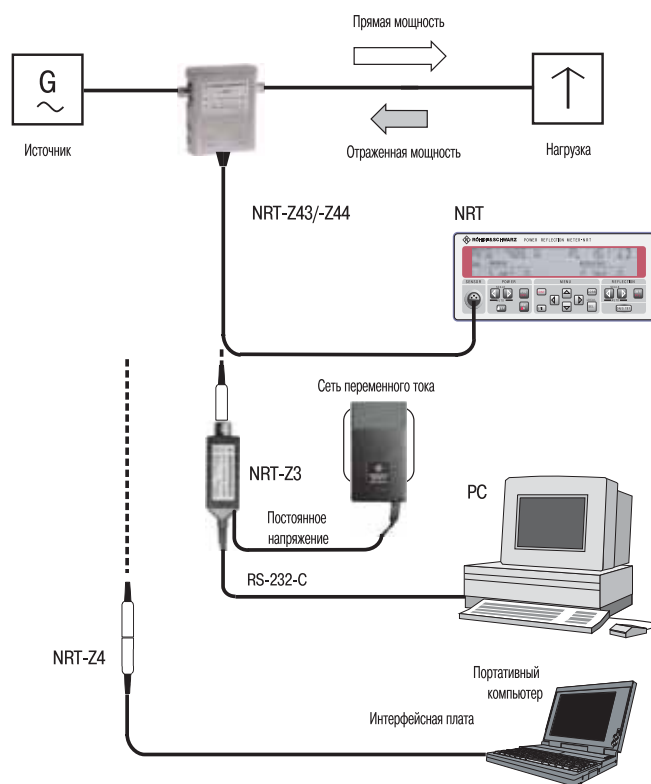 Прямая мощность
G
Источник
Отраженная мощность
Нагрузка
NRT-Z43/-Z44
NRT
ROHDE&SCHWARZ POWER REFLECTION METER·NRT
SENSOR POWER MENU REFLECTION
Сеть переменного тока
NRT-Z3
PC
Постоянное
напряжение
RS-232-C
NRT-Z4
Портативный
компьютер
Интерфейсная плата